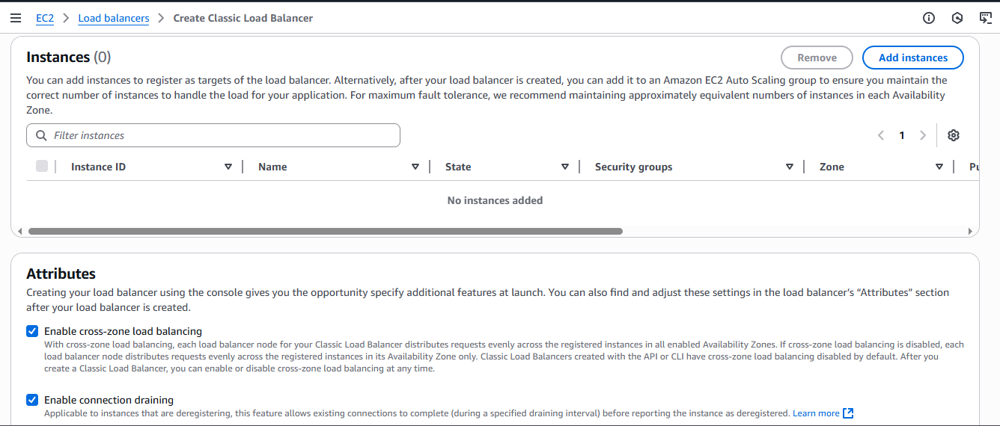 EC2 > Load balancers > Create Classic Load Balancer
Instances (0)
Remove
Add instances
You can add instances to register as targets of the load balancer. Alternatively, after your load balancer is created, you can add it to an Amazon EC2 Auto Scaling group to ensure you maintain the
correct number of instances to handle the load for your application. For maximum fault tolerance, we recommend maintaining approximately equivalent numbers of instances in each Availability
Zone.
Filter instances
1
Instance ID Name State Security groups Zone
No instances added
Attributes
Creating your load balancer using the console gives you the opportunity specify additional features at launch. You can also find and adjust these settings in the load balancer’s “Attributes” section
after your load balancer is created.
Enable cross-zone load balancing
With cross-zone load balancing, each load balancer node for your Classic Load Balancer distributes requests evenly across the registered instances in all enabled Availability Zones. If cross-zone load balancing is disabled, each
load balancer node distributes requests evenly across the registered instances in its Availability Zone only. Classic Load Balancers created with the API or CLI have cross-zone load balancing disabled by default. After you
create a Classic Load Balancer, you can enable or disable cross-zone load balancing at any time.
Enable connection draining
Applicable to instances that are deregistering, this feature allows existing connections to complete (during a specified draining interval) before reporting the instance as deregistered. Learn more